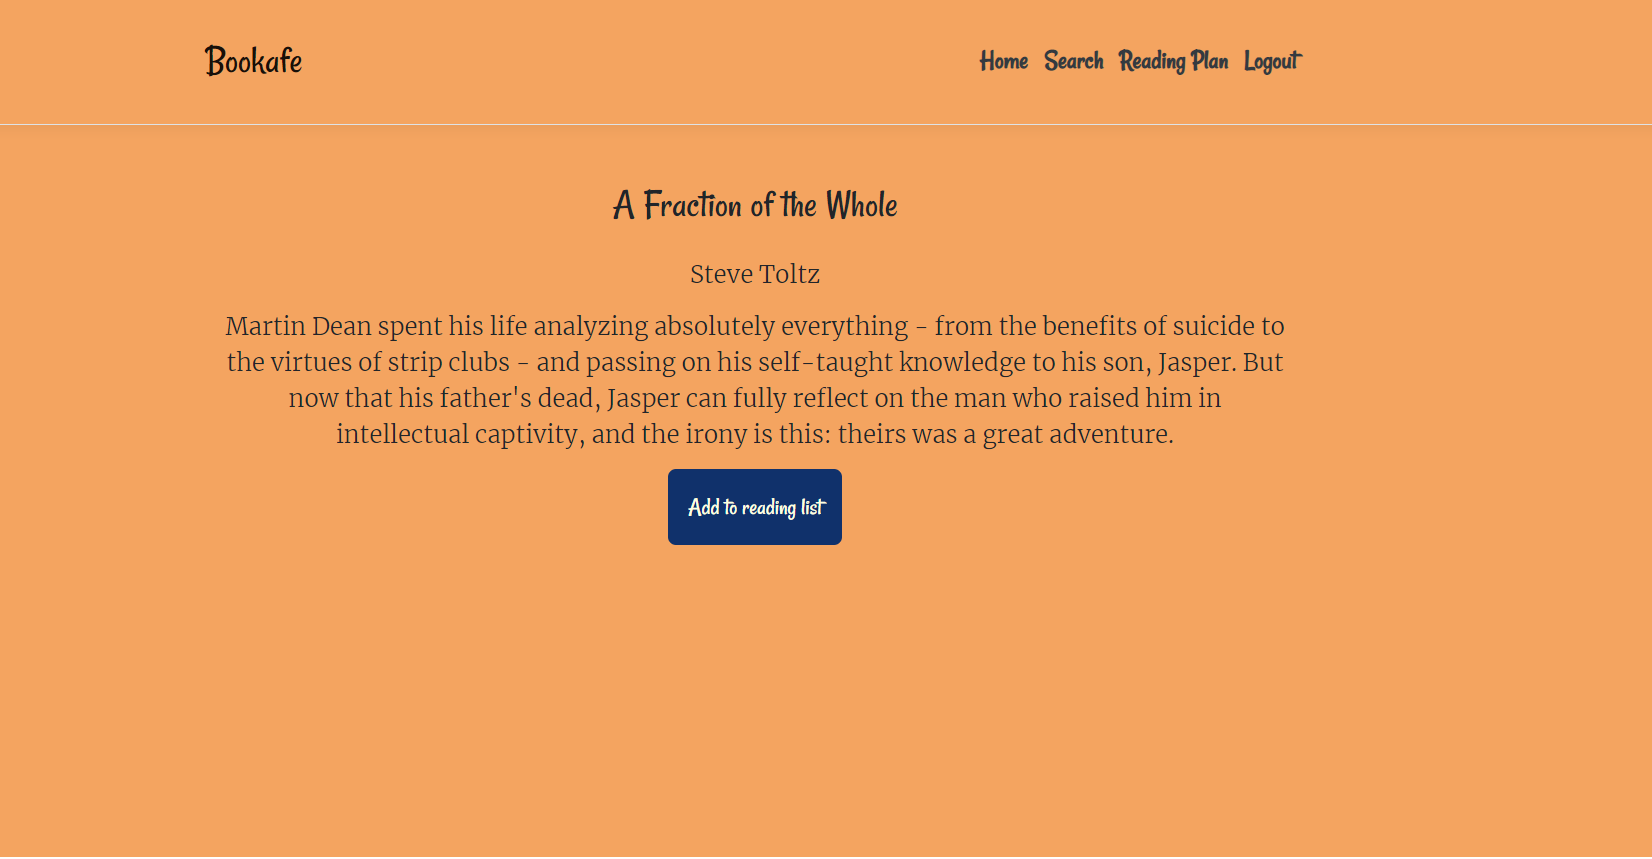 Bookafe
Home Search Reading Plan Logout
A Fraction of the Whole
Steve Toltz
Martin Dean spent his life analyzing absolutely everything - from the benefits of suicide to
the virtues of strip clubs - and passing on his self-taught knowledge to his son, Jasper. But
now that his father's dead, Jasper can fully reflect on the man who raised him in
intellectual captivity, and the irony is this: theirs was a great adventure.
Add to reading list